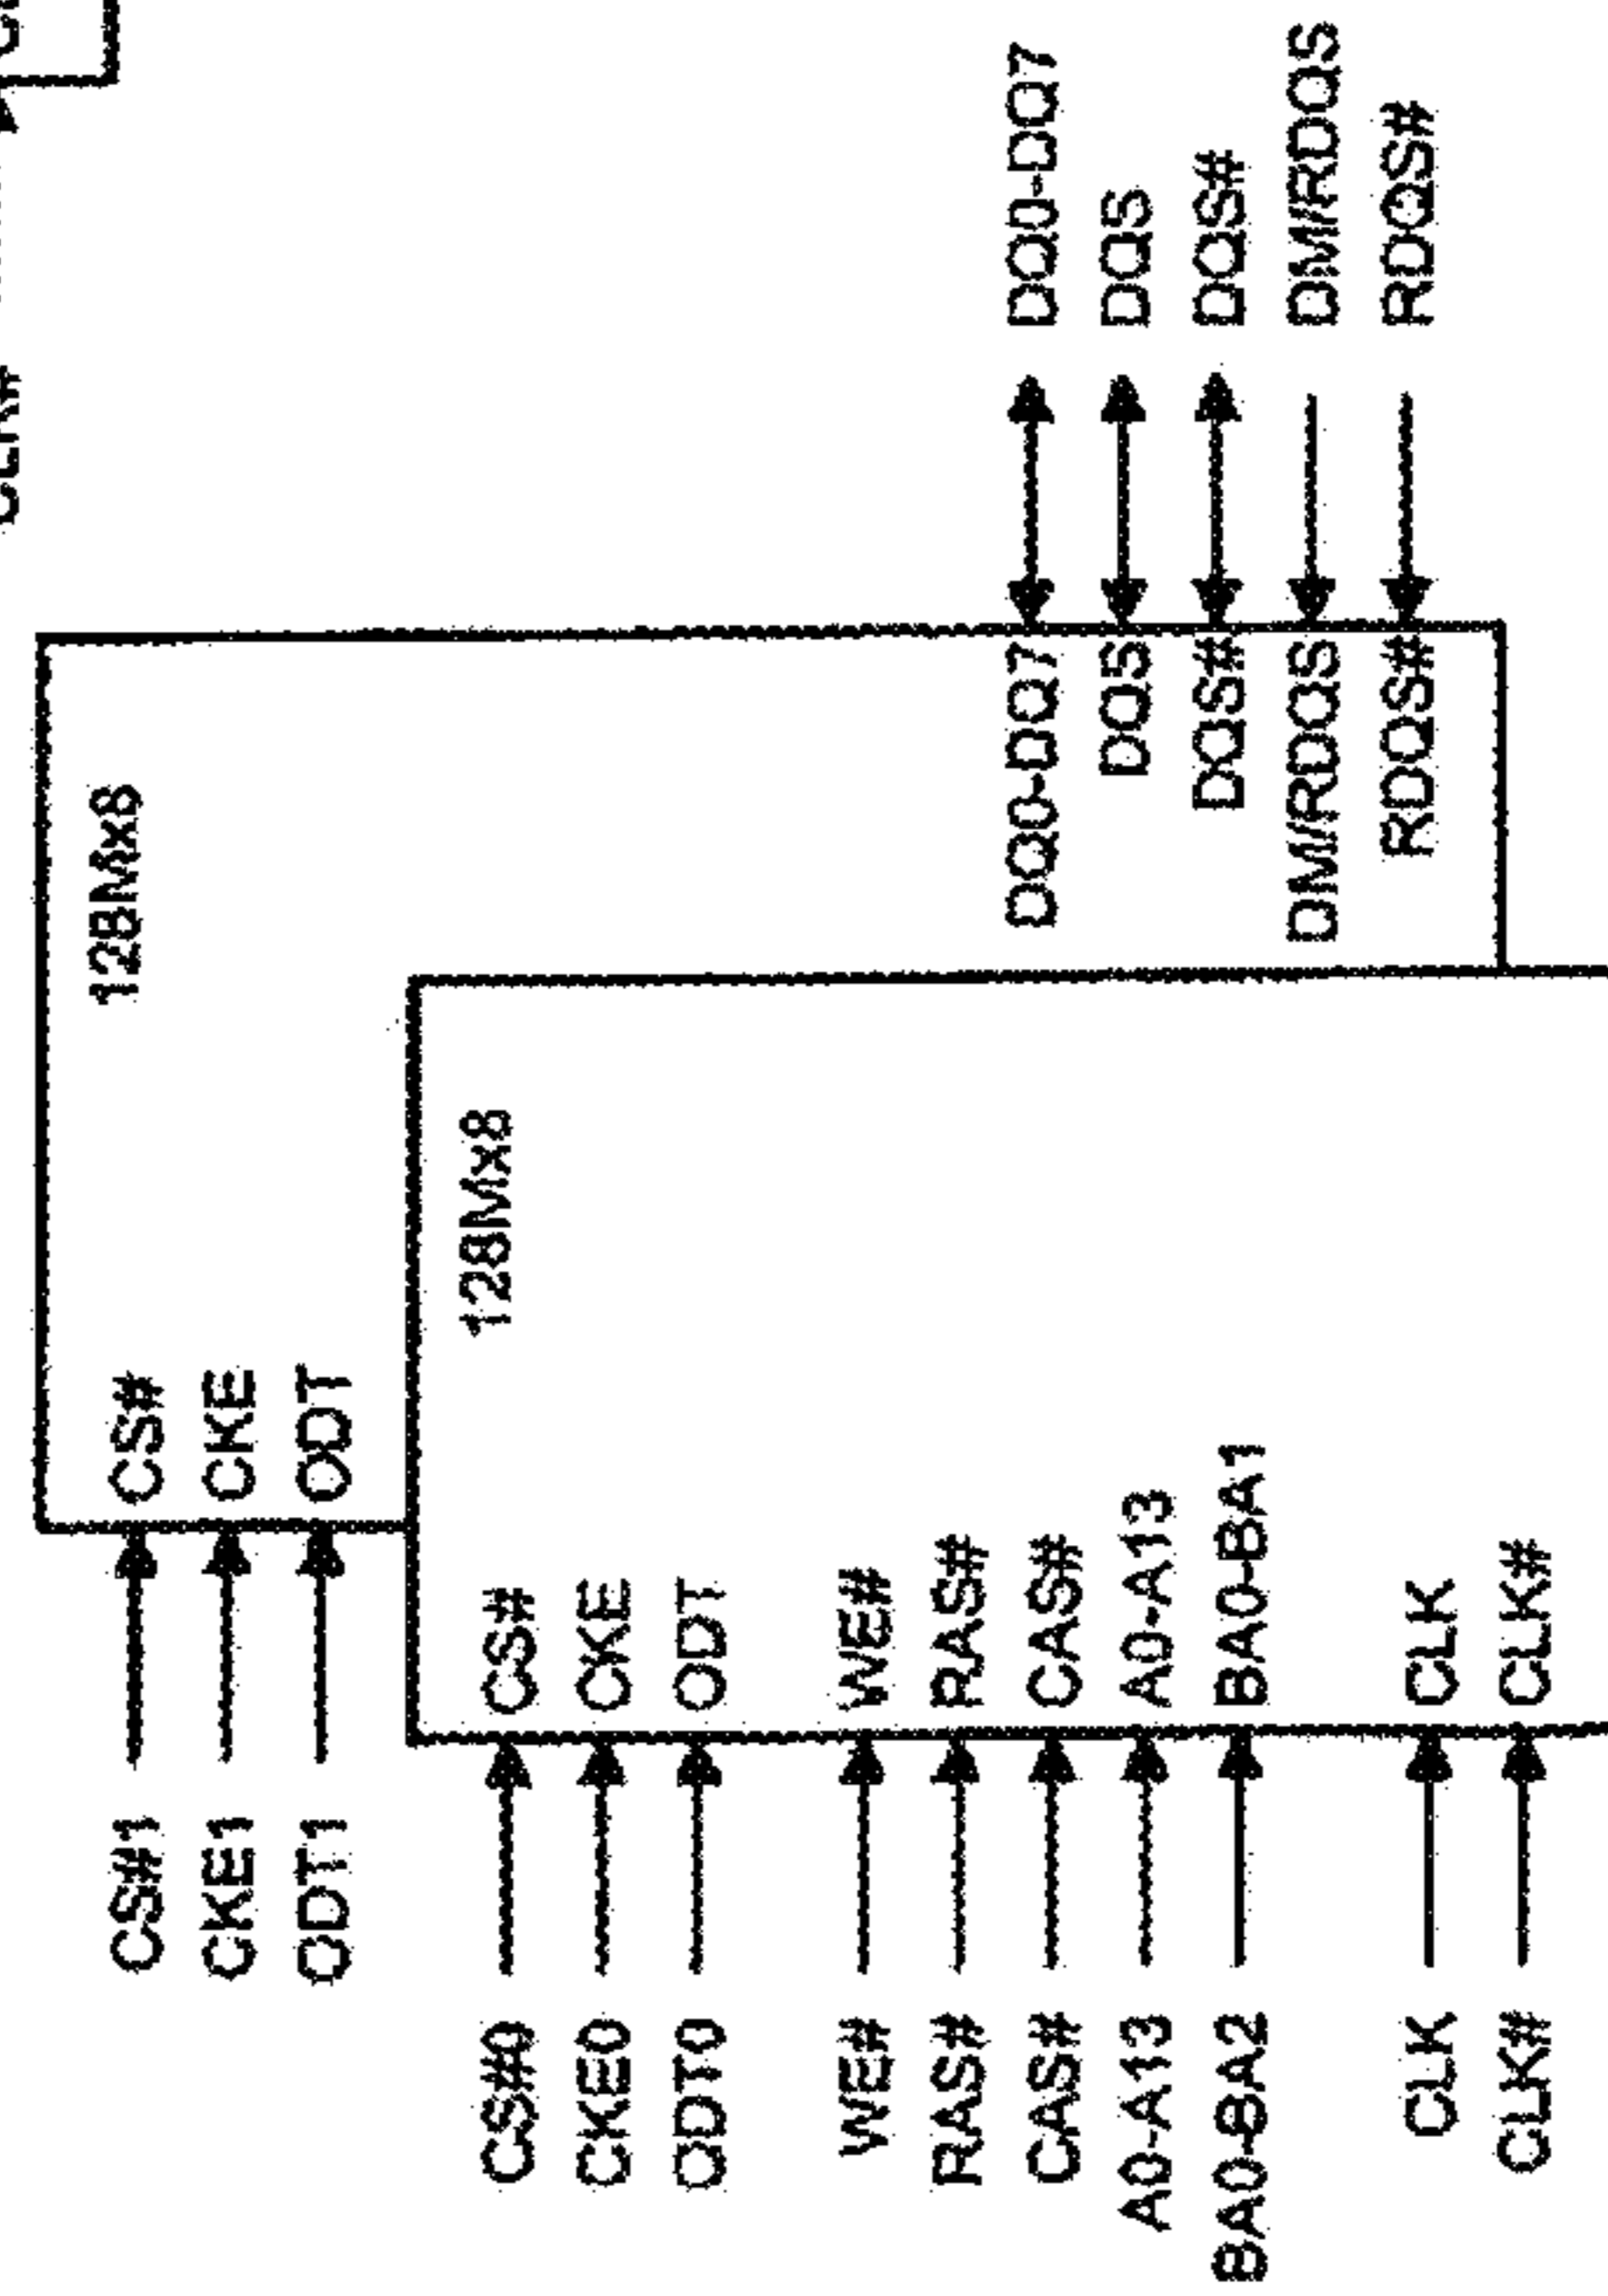 128Mx8
CS#1 CS#
CKE1 CKE
ODT1 ODT
128Mx8
CS#0 CS#
CKE0 CKE
ODT0 ODT
WE# WE#
RAS# RAS#
CAS# CAS#
A0-A13 A0-A13
BA0-BA2 BA0-BA1
CLK CLK
CLK# CLK#
DQ0-DQ7 DQ0-DQ7
DQS DQS
DQS# DQS#
DM/RDQS DM/RDQS
RDQS# RDQS#